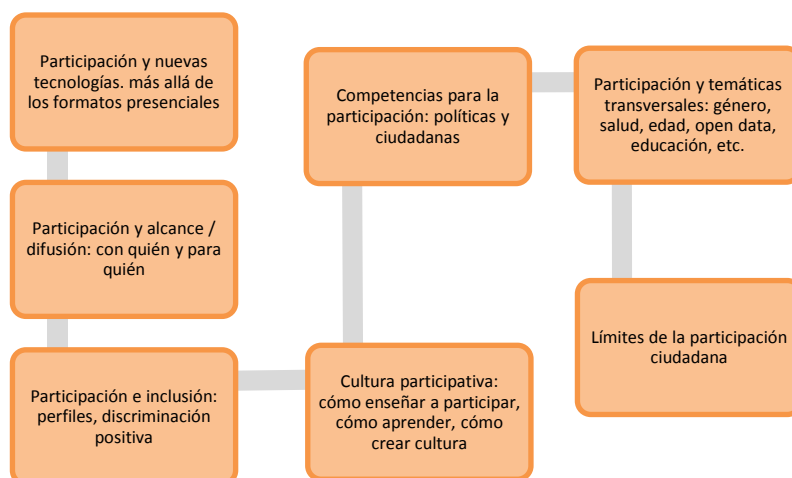 Participación y nuevas
tecnologías. más allá de
los formatos presenciales
Participación y alcance /
difusión: con quién y para
quién
Participación e inclusión:
perfiles, discriminación
positiva
Cultura participativa:
cómo enseñar a participar,
cómo aprender, cómo
crear cultura
Competencias para la
participación: políticas y
ciudadanas
Participación y temáticas
transversales: género,
salud, edad, open data,
educación, etc.
Límites de la participación
ciudadana